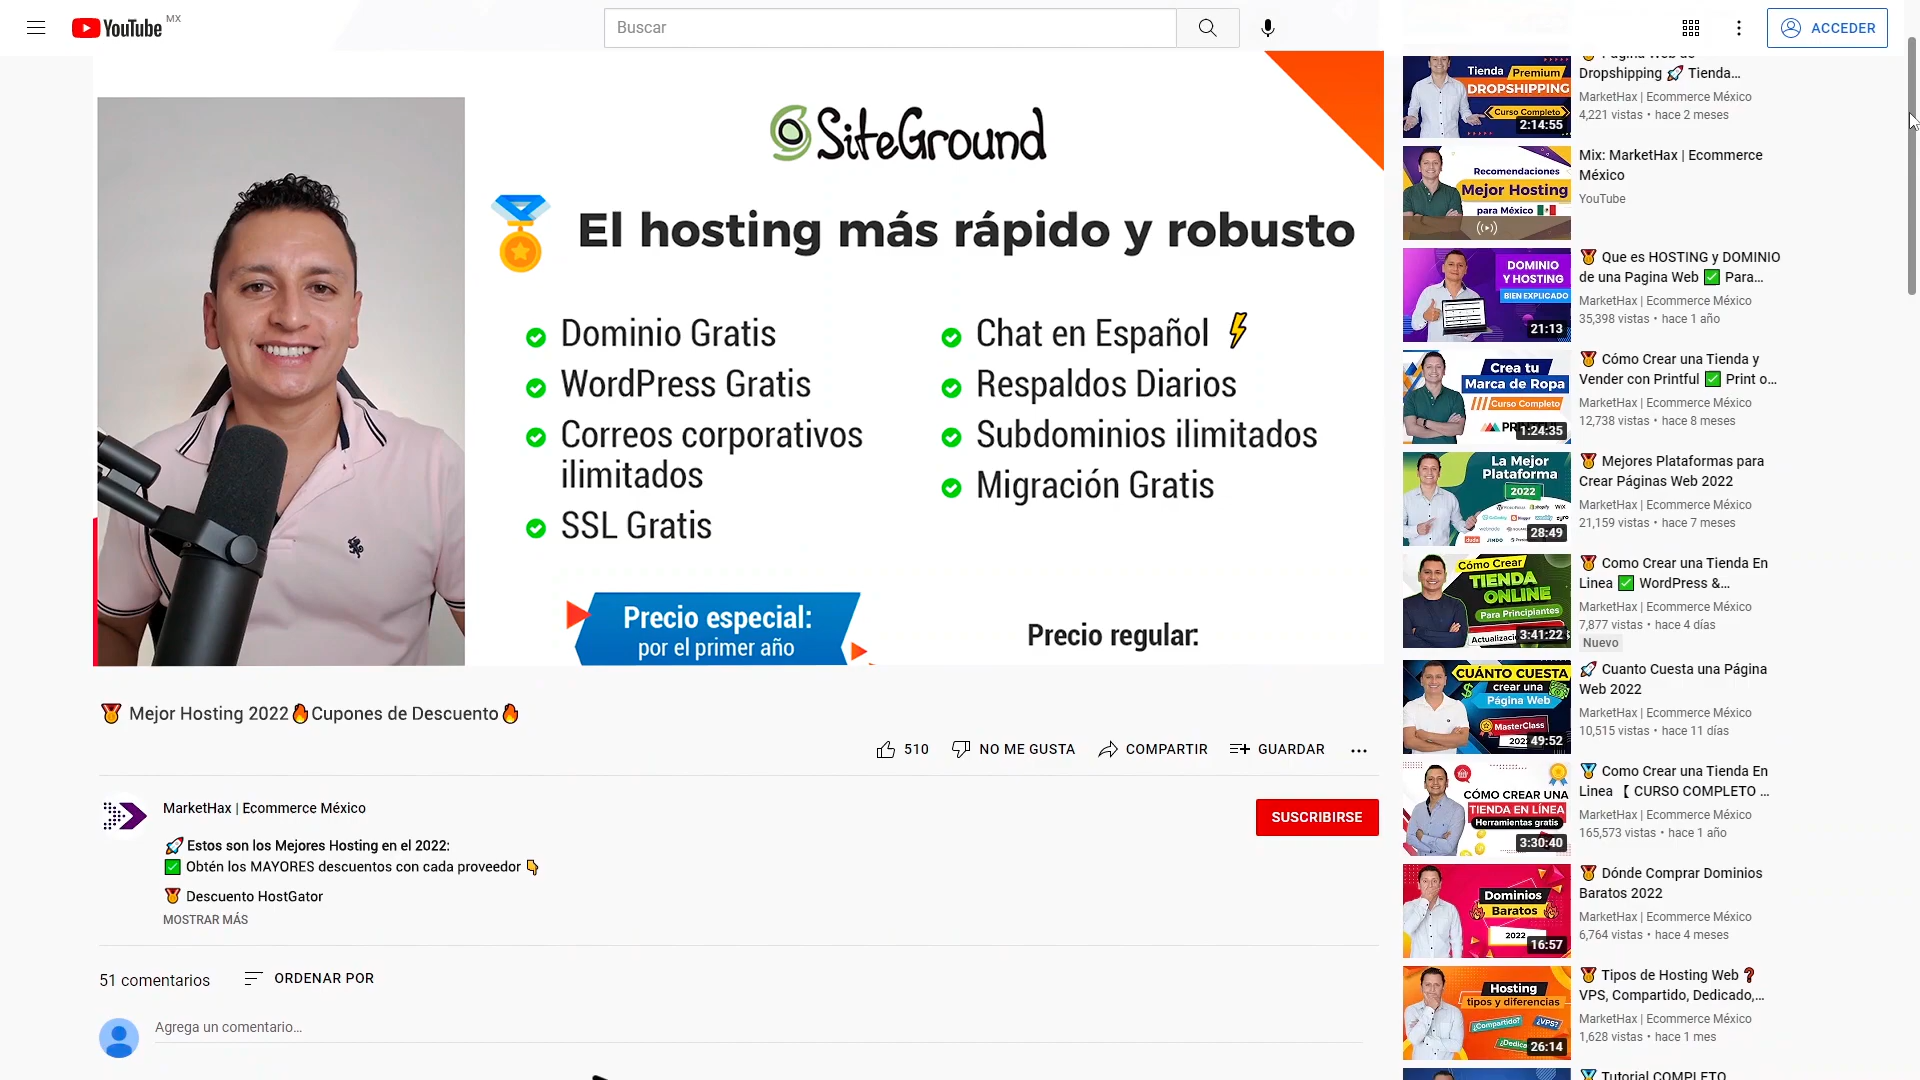 YouTube MX
Buscar
ACCEDER
SiteGround
El hosting más rápido y robusto
Dominio Gratis
WordPress Gratis
Correos corporativos
ilimitados
SSL Gratis
Chat en Español
Respaldos Diarios
Subdominios ilimitados
Migración Gratis
Precio especial:
por el primer año
Precio regular:
Mejor Hosting 2022🔥Cupones de Descuento🔥
510
NO ME GUSTA
COMPARTIR
GUARDAR
...
MarketHax | Ecommerce México
SUSCRIBIRSE
🚀 Estos son los Mejores Hosting en el 2022:
✅ Obtén los MAYORES descuentos con cada proveedor 👇
🏅 Descuento HostGator
MOSTRAR MÁS
51 comentarios
ORDENAR POR
Agrega un comentario...
Tienda Premium
DROPSHIPPING
Curso Completo
2:14:55
Dropshipping 🚀 Tienda...
MarketHax | Ecommerce México
4,221 vistas • hace 2 meses
Recomendaciones
Mejor Hosting
para México
Mix: MarketHax | Ecommerce
México
YouTube
DOMINIO
Y HOSTING
BIEN EXPLICADO
21:13
🏅 Que es HOSTING y DOMINIO
de una Pagina Web ✅ Para...
MarketHax | Ecommerce México
35,398 vistas • hace 1 año
Crea tu
Marca de Ropa
Curso Completo
1:24:35
🏅 Cómo Crear una Tienda y
Vender con Printful ✅ Print o...
MarketHax | Ecommerce México
12,738 vistas • hace 8 meses
La Mejor
Plataforma
2022
28:49
🏅 Mejores Plataformas para
Crear Páginas Web 2022
MarketHax | Ecommerce México
21,159 vistas • hace 7 meses
Cómo Crear
TIENDA
ONLINE
Para Principiantes
3:41:22
🏅 Como Crear una Tienda En
Linea ✅ WordPress &...
MarketHax | Ecommerce México
7,877 vistas • hace 4 días
Nuevo
CUÁNTO CUESTA
crear una
Página Web
MasterClass
49:52
🚀 Cuanto Cuesta una Página
Web 2022
MarketHax | Ecommerce México
10,515 vistas • hace 11 días
CÓMO CREAR UNA
TIENDA EN LÍNEA
Herramientas gratis
3:30:40
🏅 Como Crear una Tienda En
Linea 【 CURSO COMPLETO ...
MarketHax | Ecommerce México
165,573 vistas • hace 1 año
Dominios
Baratos
2022
16:57
🏅 Dónde Comprar Dominios
Baratos 2022
MarketHax | Ecommerce México
6,764 vistas • hace 4 meses
Hosting
tipos y diferencias
¿Compartido?
¿VPS?
26:14
🏅 Tipos de Hosting Web ❓
VPS, Compartido, Dedicado,...
MarketHax | Ecommerce México
1,628 vistas • hace 1 mes
Tutorial COMPLETO